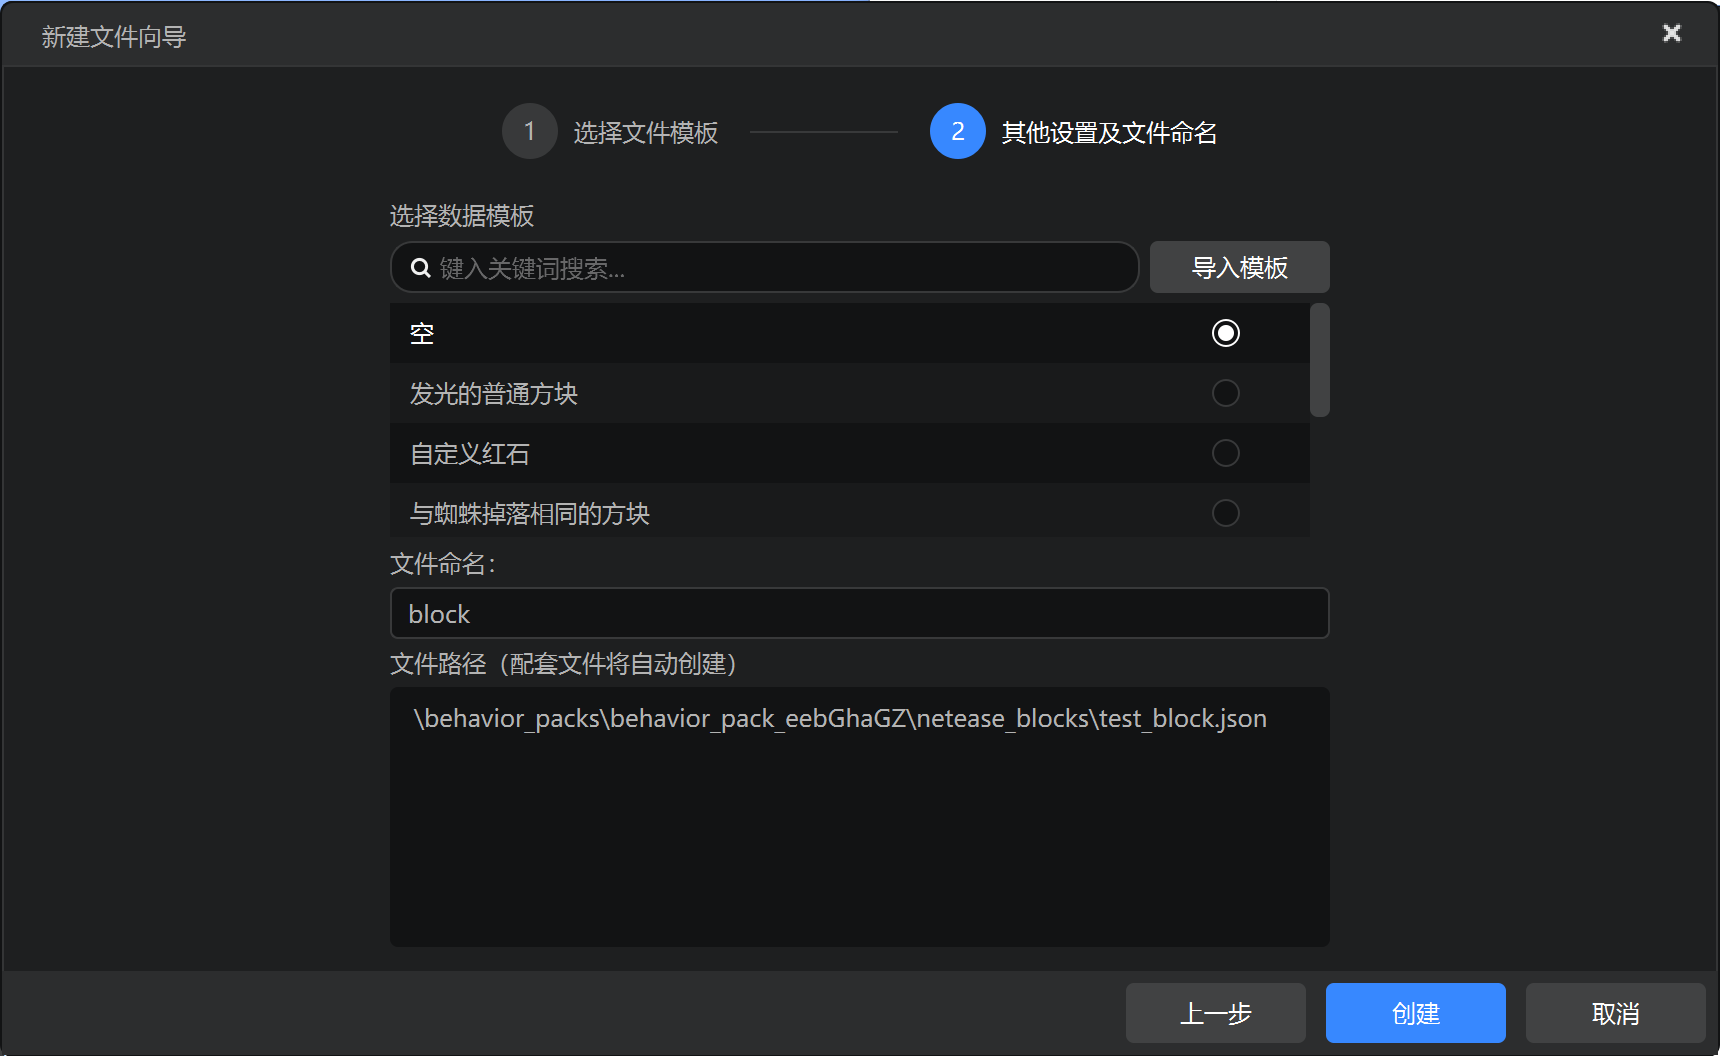 新建文件向导
1 选择文件模板 2 其他设置及文件命名
选择数据模板
键入关键词搜索... 导入模板
空
发光的普通方块
自定义红石
与蜘蛛掉落相同的方块
文件命名：
block
文件路径（配套文件将自动创建）
\behavior_packs\behavior_pack_eebGhaGZ\netease_blocks\test_block.json
上一步 创建 取消